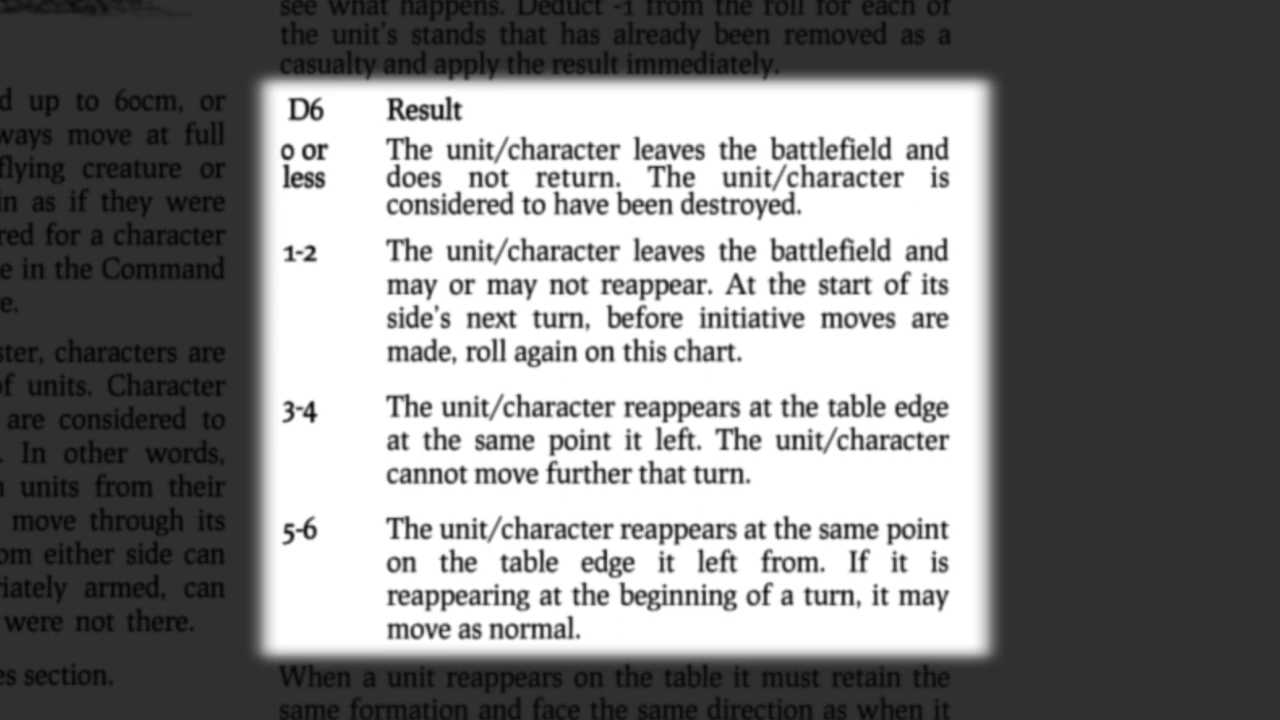 d up to 60cm, or
ways move at full
flying creature or
in as if they were
red for a character
e in the Command
e.
ster, characters are
of units. Character
are considered to
. In other words,
units from their
move through its
om either side can
riately armed, can
were not there.
es section.
see what happens. Deduct -1 from the roll for each of
the unit's stands that has already been removed as a
casualty and apply the result immediately.
D6 Result
0 or The unit/character leaves the battlefield and
less does not return. The unit/character is
considered to have been destroyed.
1-2 The unit/character leaves the battlefield and
may or may not reappear. At the start of its
side's next turn, before initiative moves are
made, roll again on this chart.
3-4 The unit/character reappears at the table edge
at the same point it left. The unit/character
cannot move further that turn.
5-6 The unit/character reappears at the same point
on the table edge it left from. If it is
reappearing at the beginning of a turn, it may
move as normal.
When a unit reappears on the table it must retain the
same formation and face the same direction as when it